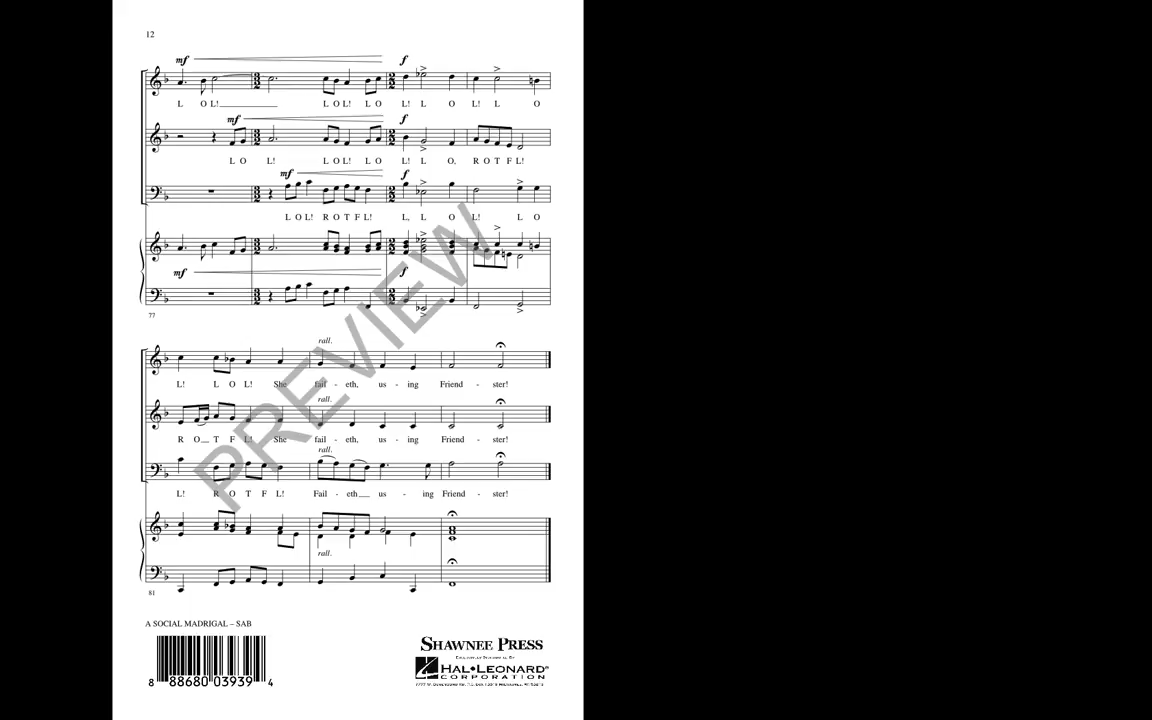 12
mf f
L O L! L O L! L O L! L O L! L O
mf f
L O L! L O L! L O L! L O, R O T F L!
mf f
L O L! R O T F L! L, L O L! L O
mf f
77
rall.
L! L O L! She fail - eth, us - ing Friend - ster!
rall.
R O T F L! She fail - eth, us - ing Friend - ster!
rall.
L! R O T F L! Fail - eth us - ing Friend - ster!
rall.
81
PREVIEW
A SOCIAL MADRIGAL – SAB
SHAWNEE PRESS
HAL•LEONARD®
CORPORATION
8 88680 03939 4